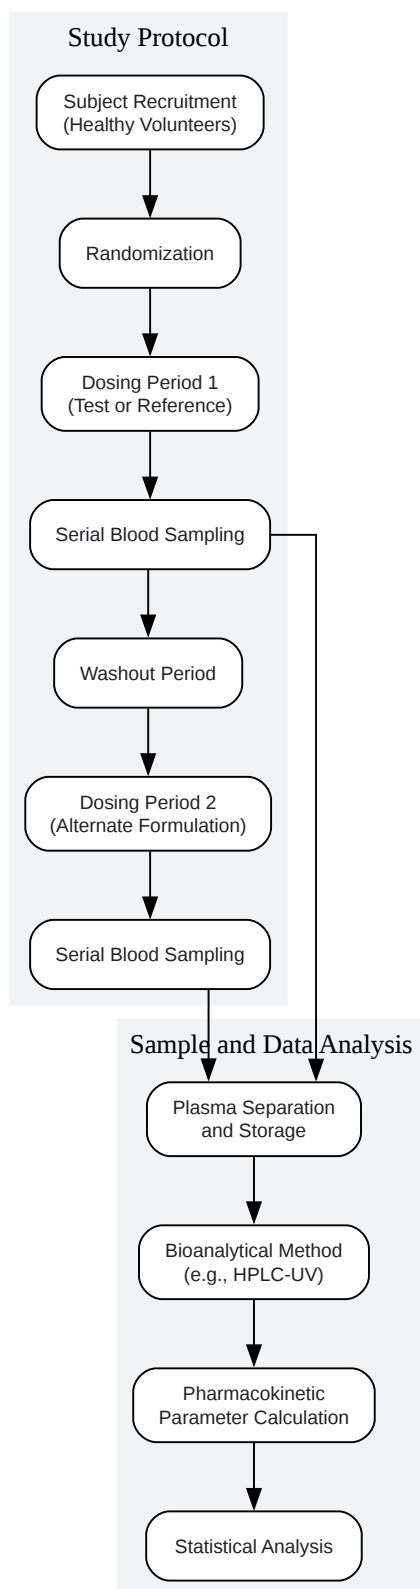 Study Protocol
Subject Recruitment
(Healthy Volunteers)
Randomization
Dosing Period 1
(Test or Reference)
Serial Blood Sampling
Washout Period
Dosing Period 2
(Alternate Formulation)
Serial Blood Sampling
Sample and Data Analysis
Plasma Separation
and Storage
Bioanalytical Method
(e.g., HPLC-UV)
Pharmacokinetic
Parameter Calculation
Statistical Analysis